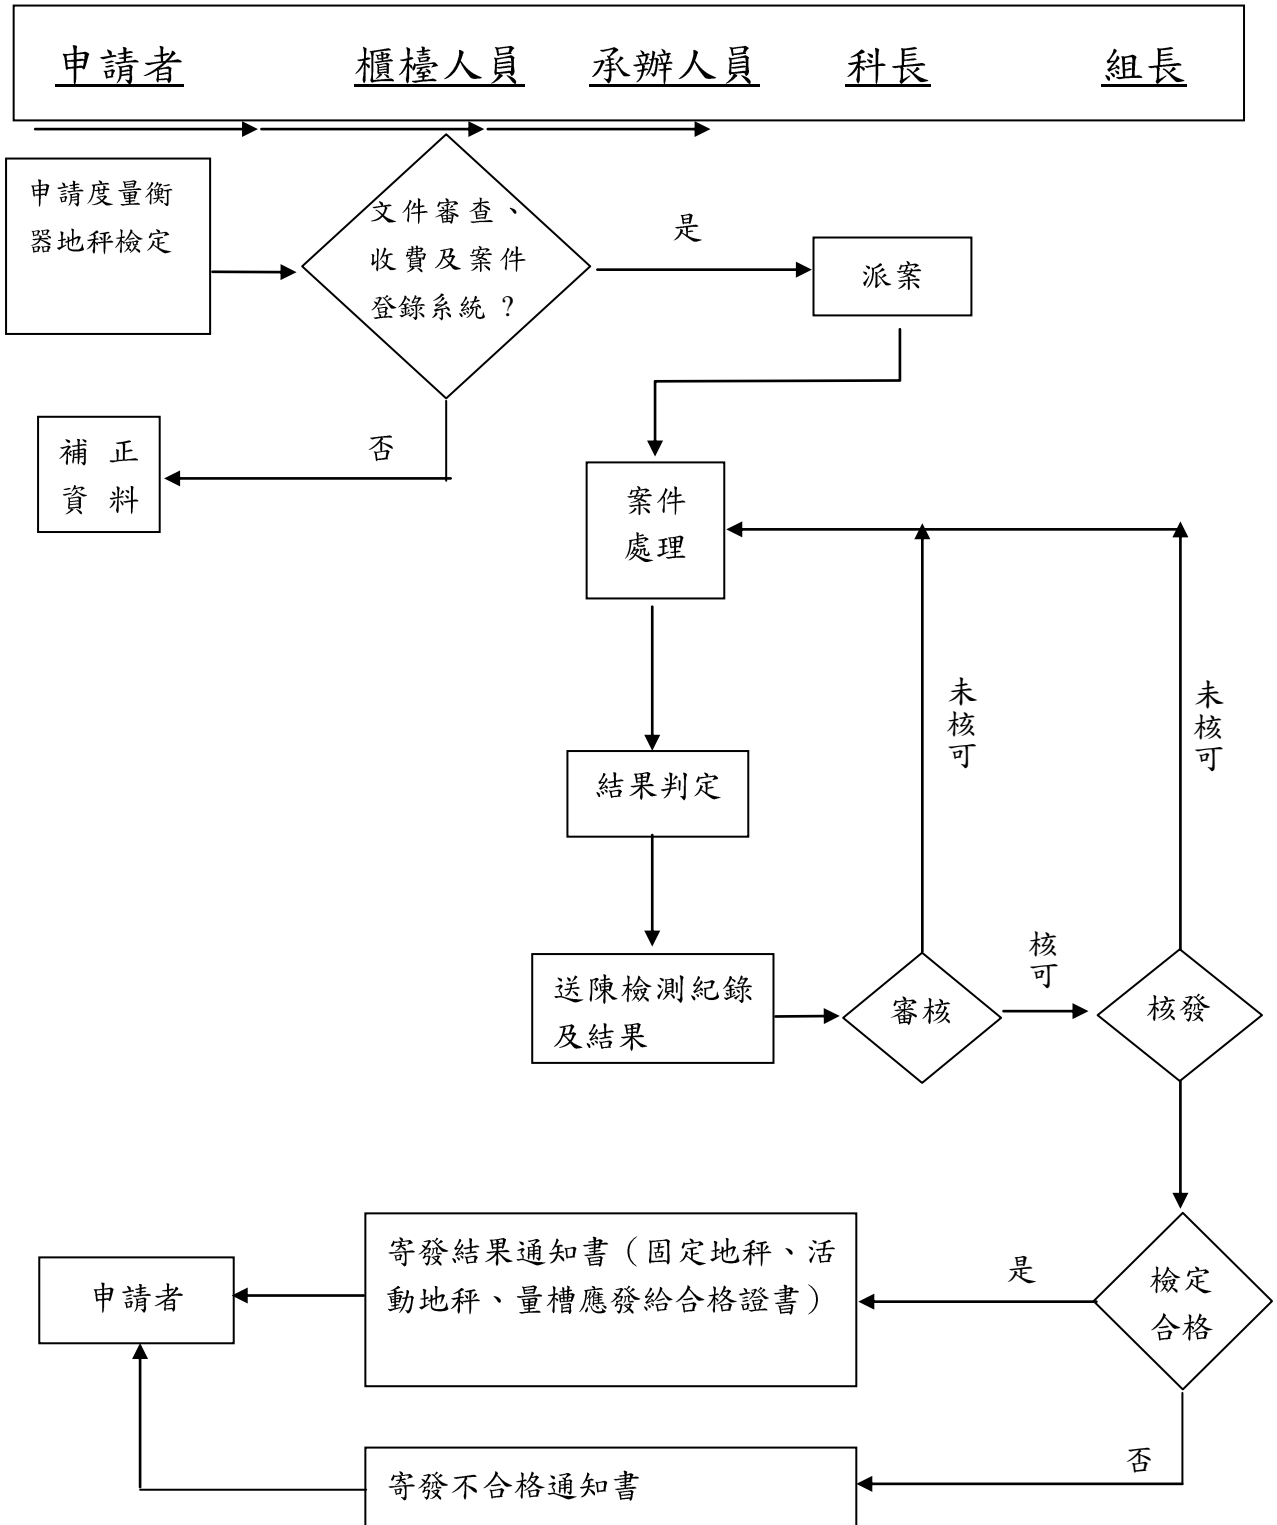 申請者 櫃檯人員 承辦人員 科長 組長
申請度量衡
器地秤檢定
文件審查、
收費及案件
登錄系統？
是
派案
否
補正
資料
案件
處理
未核可
未核可
結果判定
送陳檢測紀錄
及結果
審核
核可
核發
檢定
合格
是
寄發結果通知書（固定地秤、活
動地秤、量槽應發給合格證書）
申請者
否
寄發不合格通知書